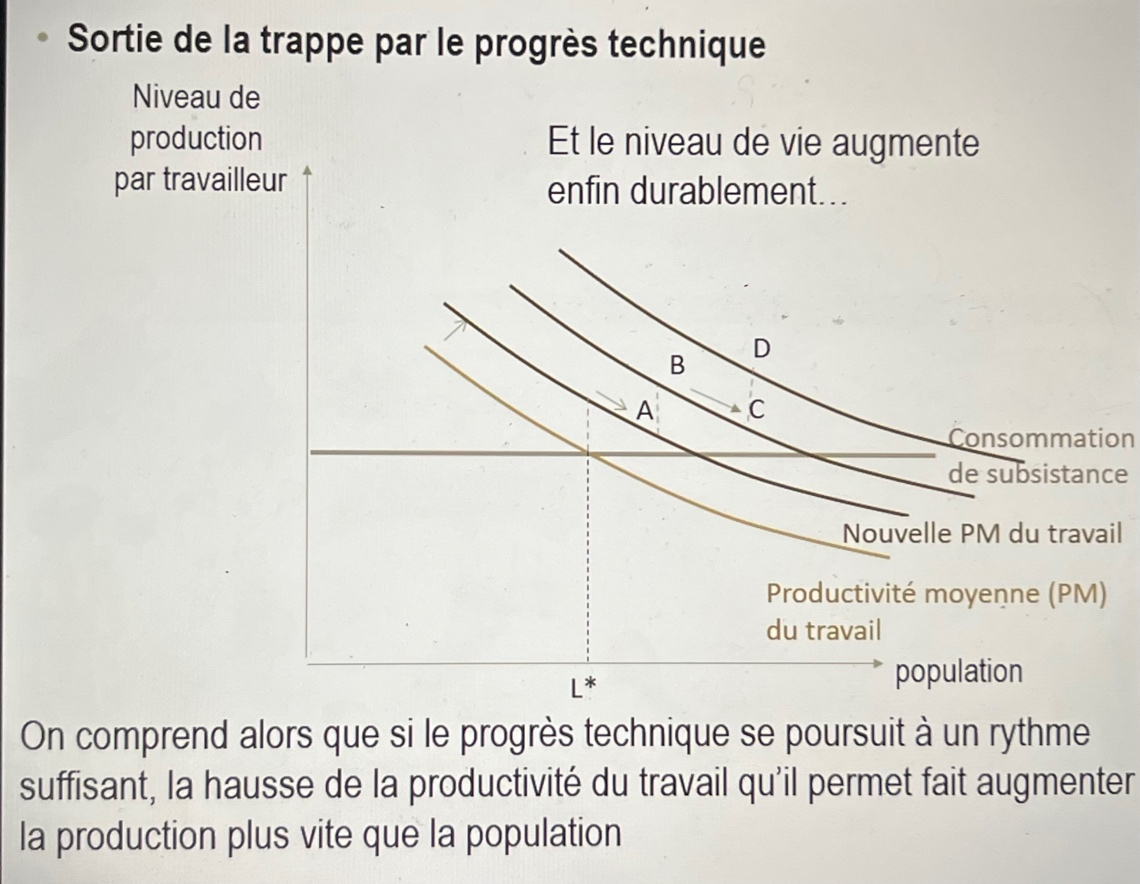 • Sortie de la trappe par le progrès technique
Niveau de
production
par travailleur
Et le niveau de vie augmente
enfin durablement...
D
B
A
C
Consommation
de subsistance
Nouvelle PM du travail
Productivité moyenne (PM)
du travail
population
L*
On comprend alors que si le progrès technique se poursuit à un rythme
suffisant, la hausse de la productivité du travail qu'il permet fait augmenter
la production plus vite que la population